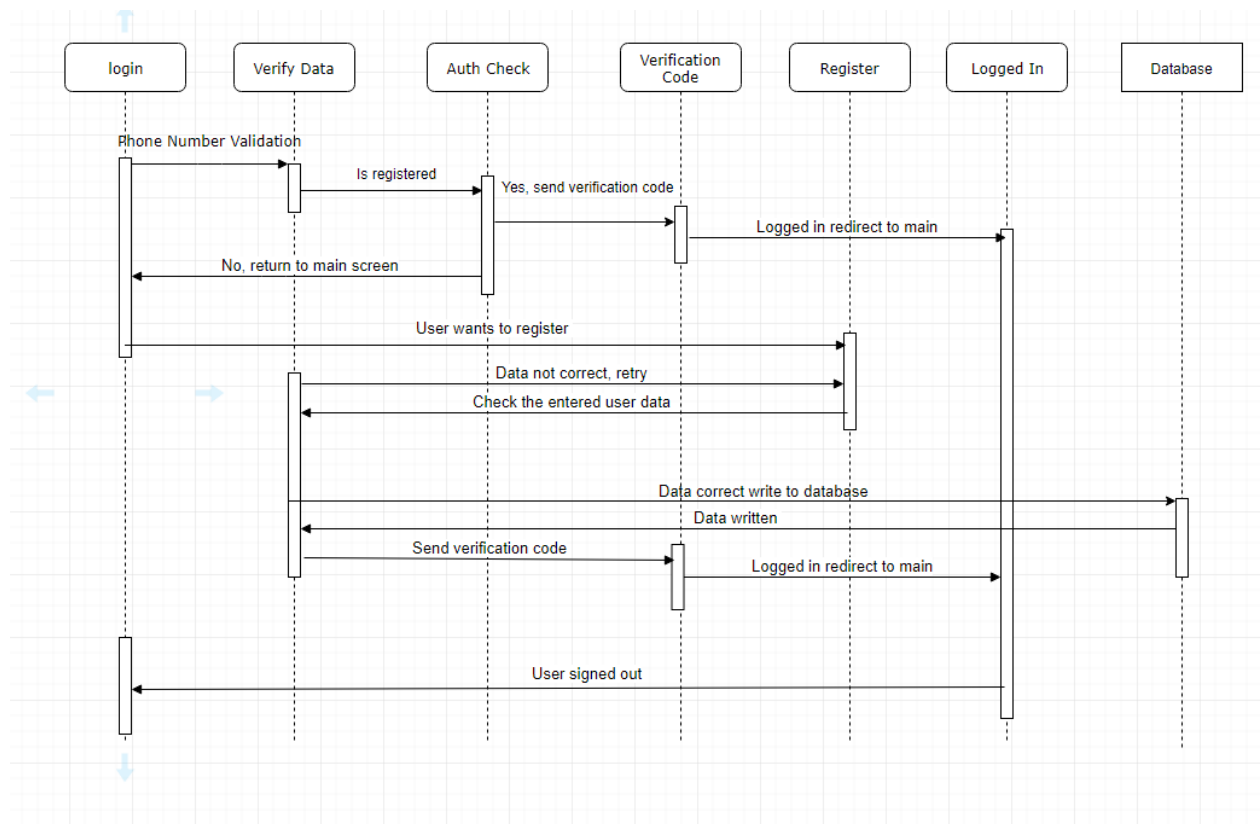 login
Verify Data
Auth Check
Verification
Code
Register
Logged In
Database
Phone Number Validation
Is registered
Yes, send verification code
Logged in redirect to main
No, return to main screen
User wants to register
Data not correct, retry
Check the entered user data
Data correct write to database
Data written
Send verification code
Logged in redirect to main
User signed out